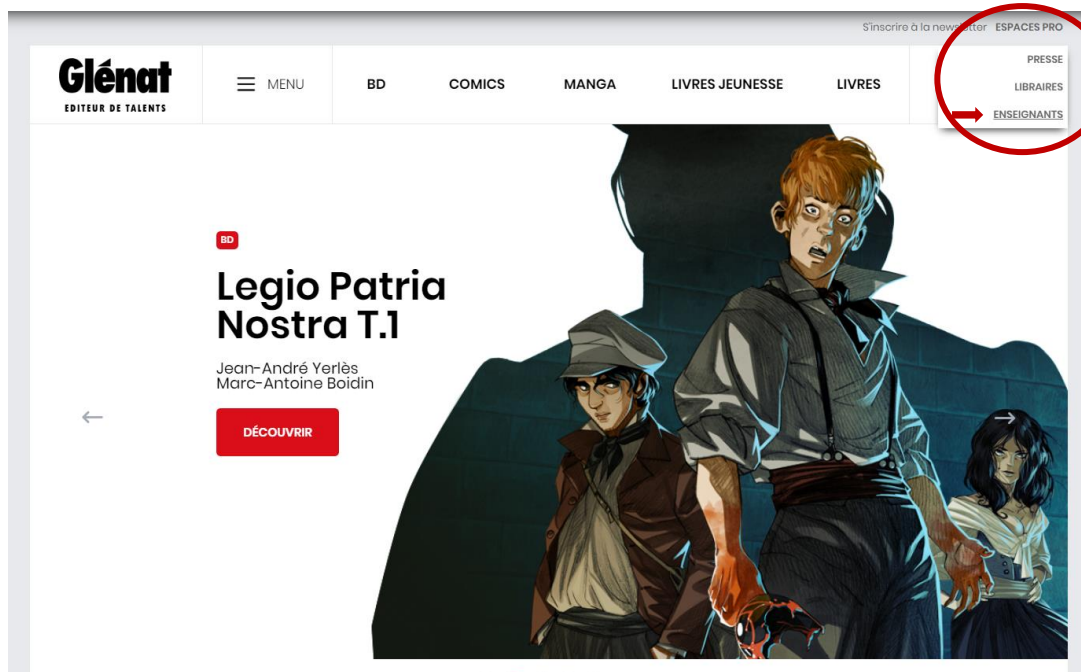 S'inscrire à la newsletter ESPACES PRO
PRESSE
LIBRAIRES
ENSEIGNANTS
Glénat
EDITEUR DE TALENTS
MENU
BD
COMICS
MANGA
LIVRES JEUNESSE
LIVRES
BD
Legio Patria
Nostra T.1
Jean-André Yerlès
Marc-Antoine Boidin
DÉCOUVRIR